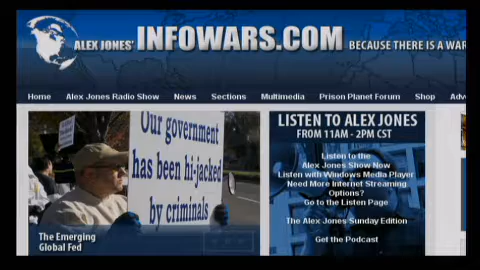 ALEX JONES' INFOWARS.COM BECAUSE THERE IS A WAR
Home Alex Jones Radio Show News Sections Multimedia Prison Planet Forum Shop Adv
Our government
has been hi-jacked
by criminals
The Emerging
Global Fed
LISTEN TO ALEX JONES
FROM 11AM - 2PM CST
Listen to the
Alex Jones Show Now
Listen with Windows Media Player
Need More Internet Streaming
Options?
Go to the Listen Page
The Alex Jones Sunday Edition
Get the Podcast